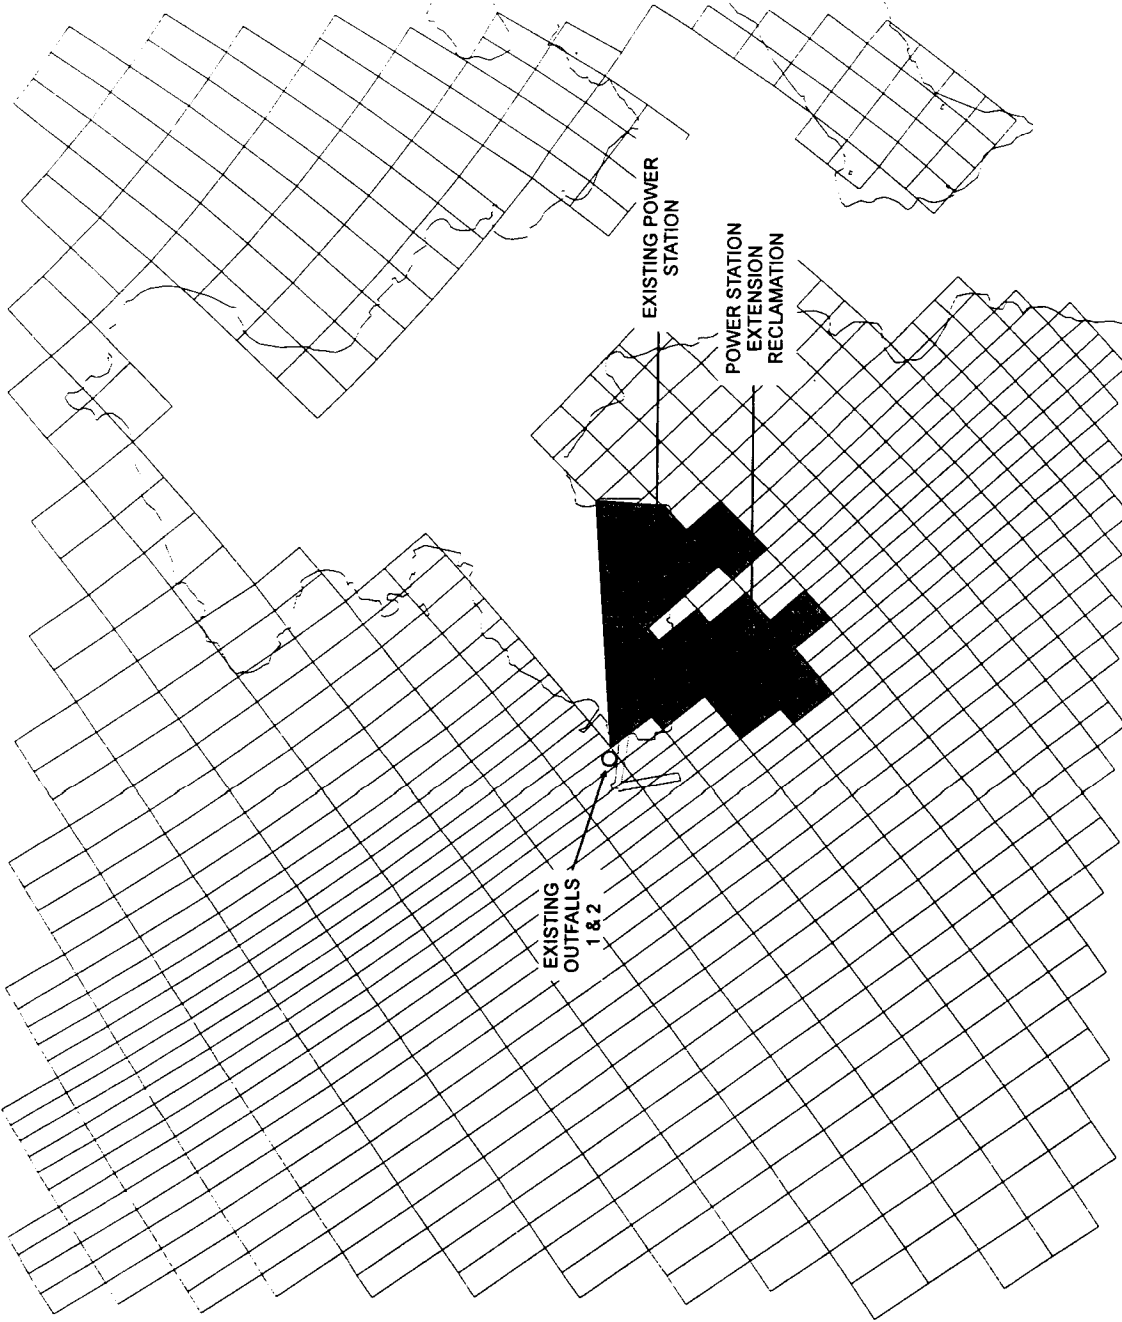 EXISTING POWER
STATION
POWER STATION
EXTENSION
RECLAMATION
EXISTING
OUTFALLS
1 & 2